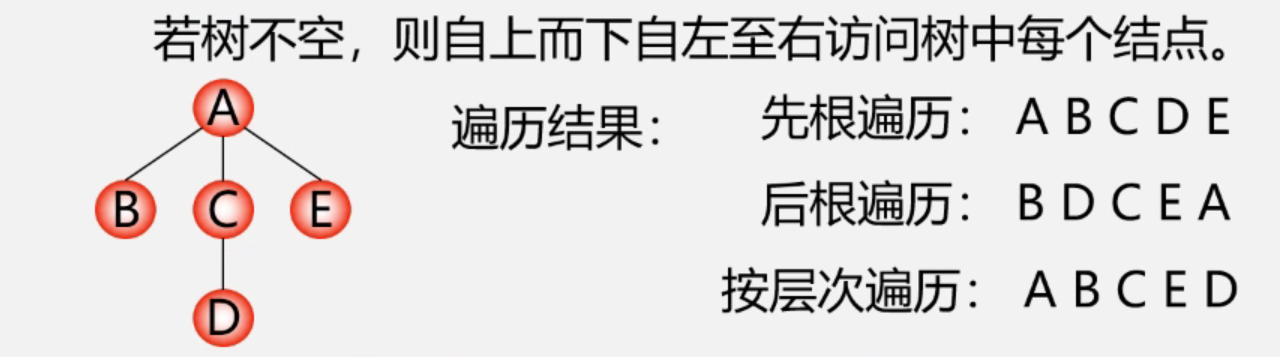 若树不空，则自上而下自左至右访问树中每个结点。
A
遍历结果：
先根遍历： A B C D E
B C E
后根遍历： B D C E A
D
按层次遍历： A B C E D